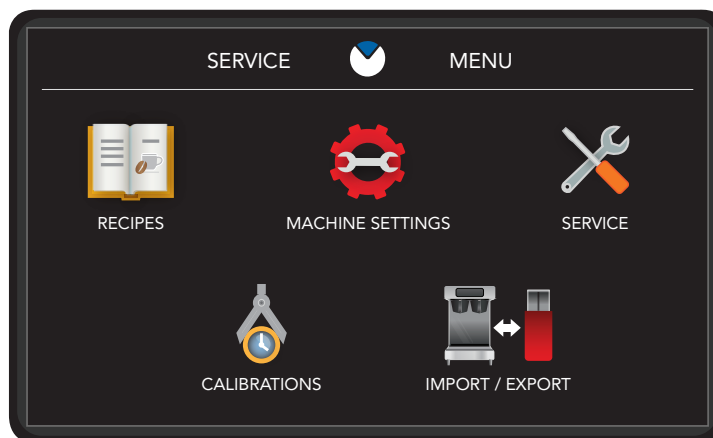 SERVICE MENU
RECIPES
MACHINE SETTINGS
SERVICE
CALIBRATIONS
IMPORT / EXPORT